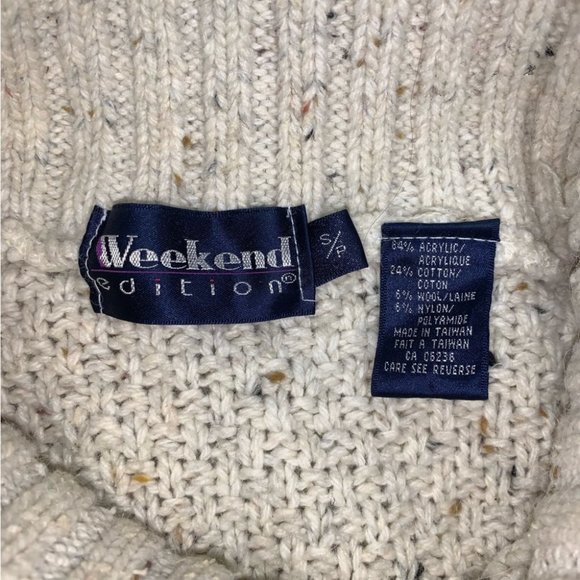 Weekend
edition®
S/P
64% ACRYLIC/
ACRYLIQUE
24% COTTON/
COTON
6% WOOL/LAINE
6% NYLON/
POLYAMIDE
MADE IN TAIWAN
FAIT A TAIWAN
CA 06236
CARE SEE REVERSE